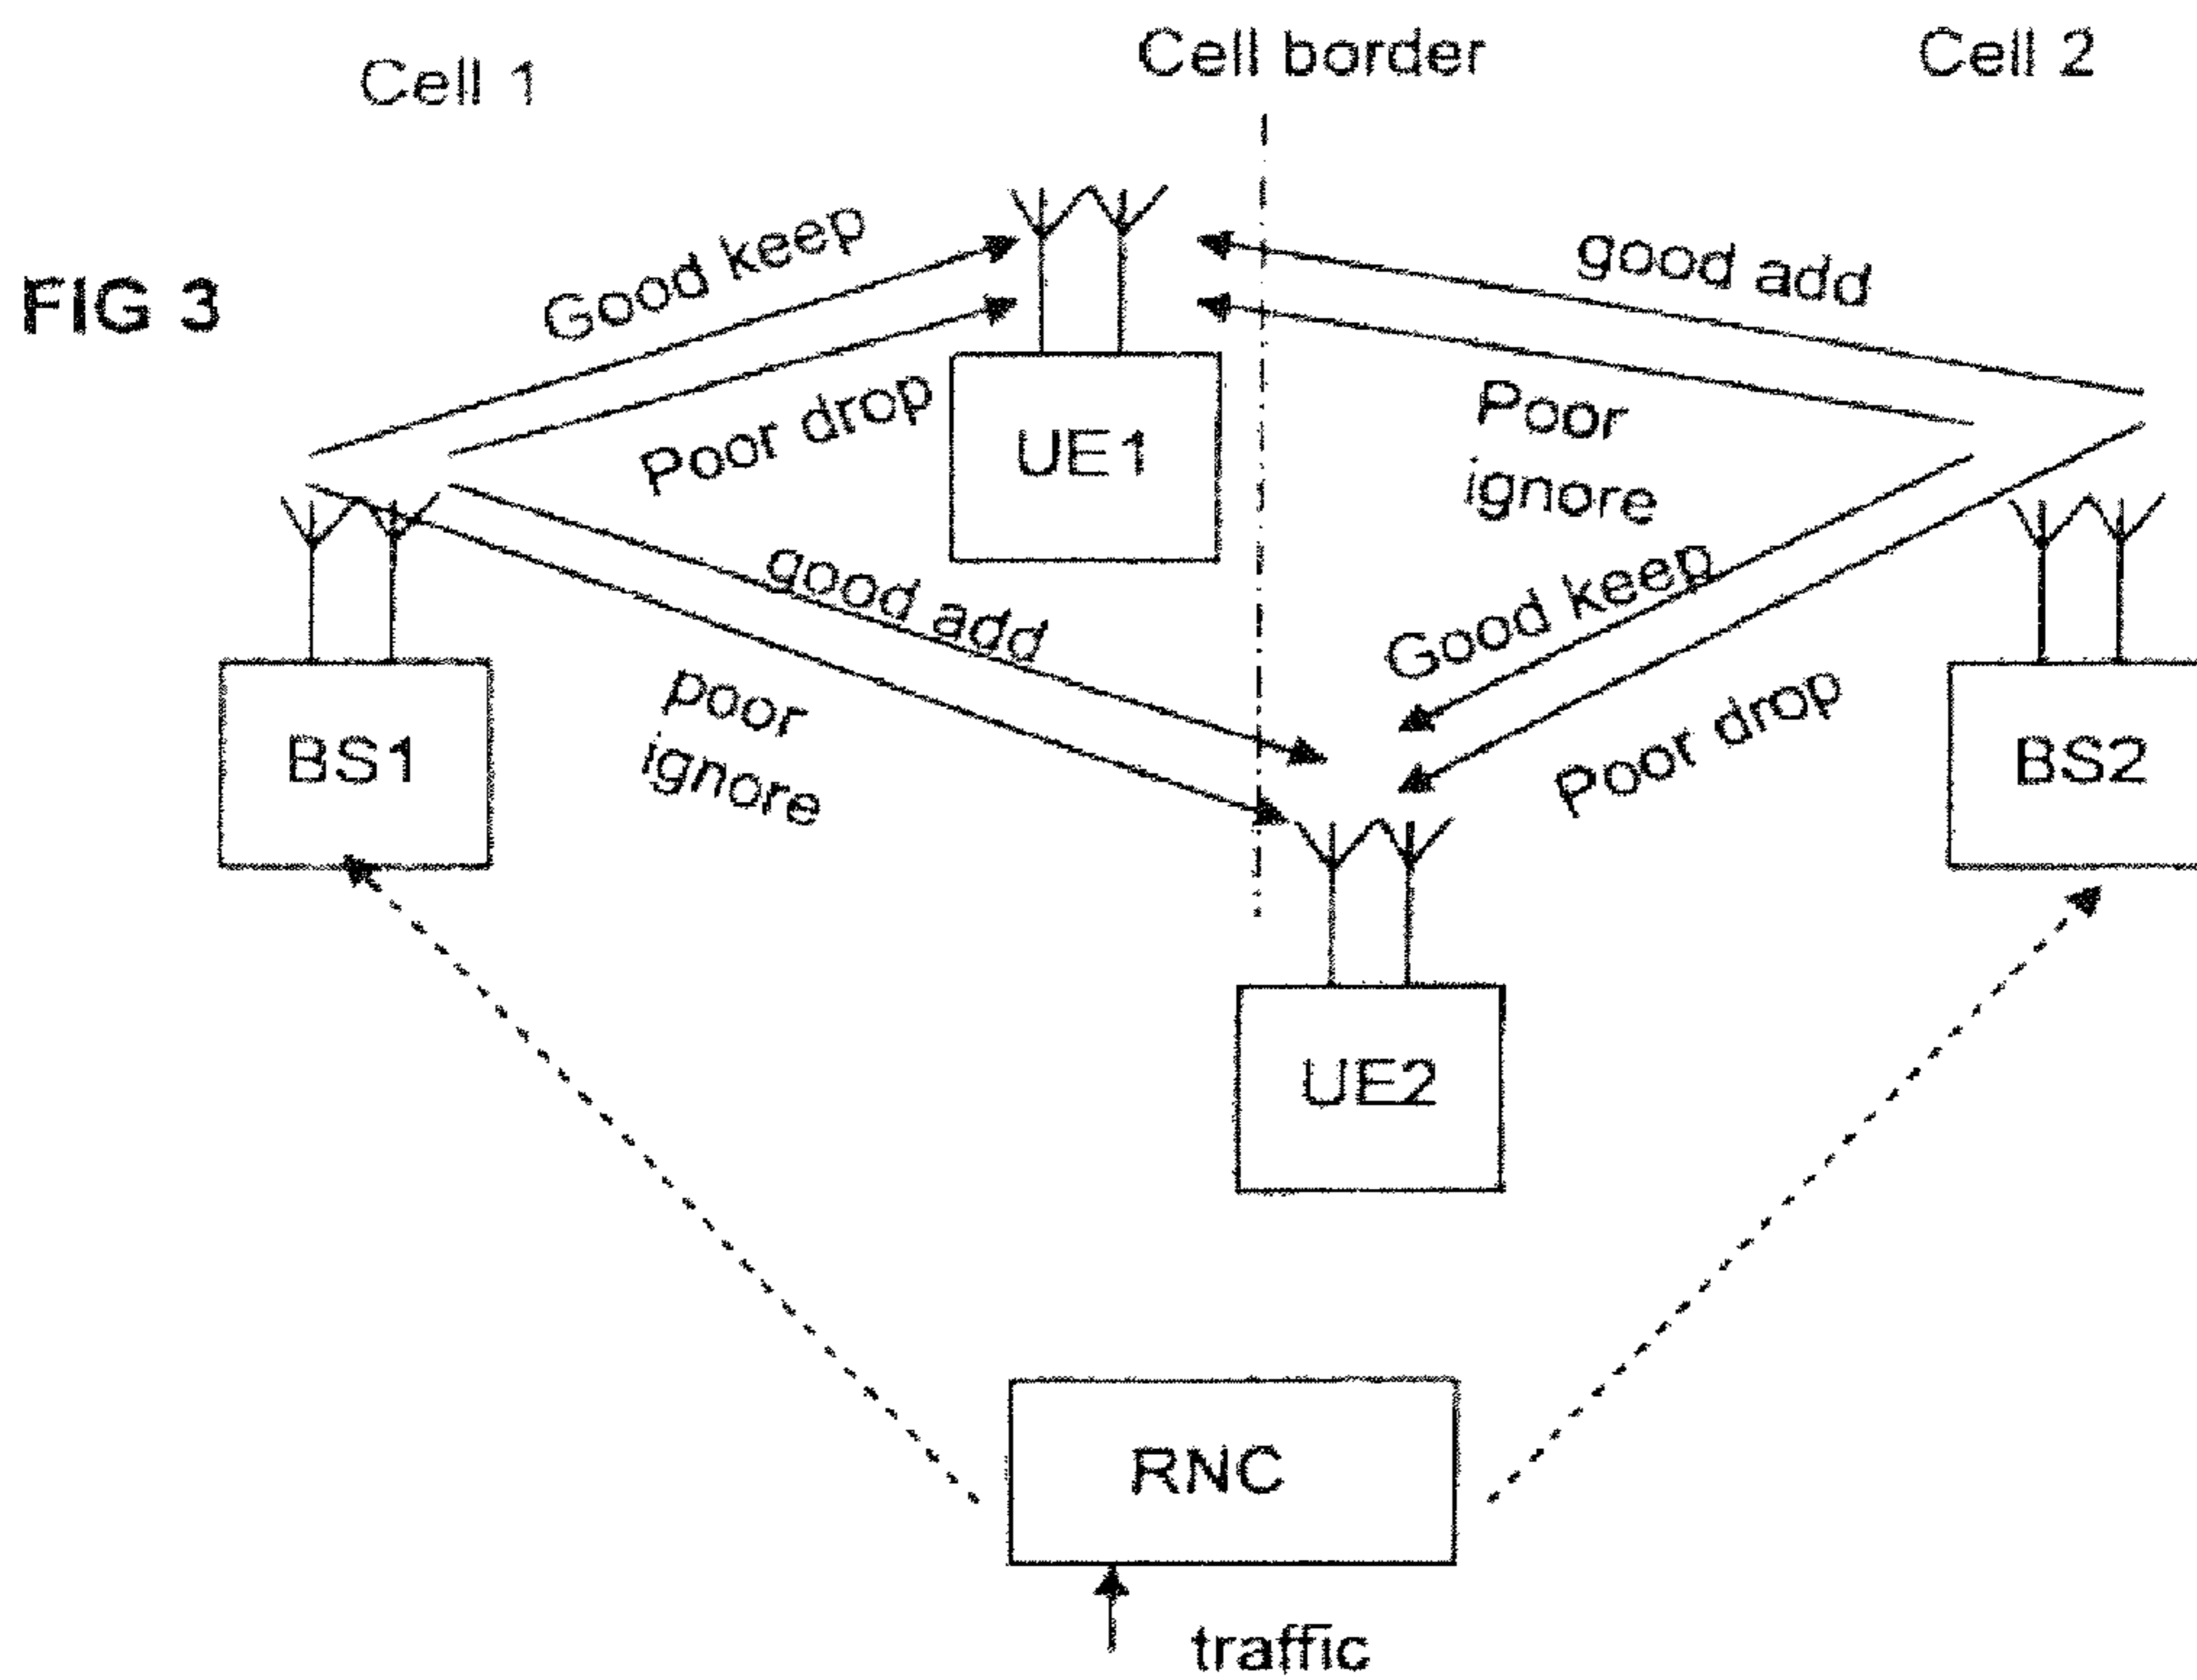 Cell 1
Cell border
Cell 2
FIG 3
Good keep
good add
Poor drop
UE1
Poor
ignore
good add
Good keep
poor
ignore
Poor drop
BS1
BS2
UE2
RNC
traffic